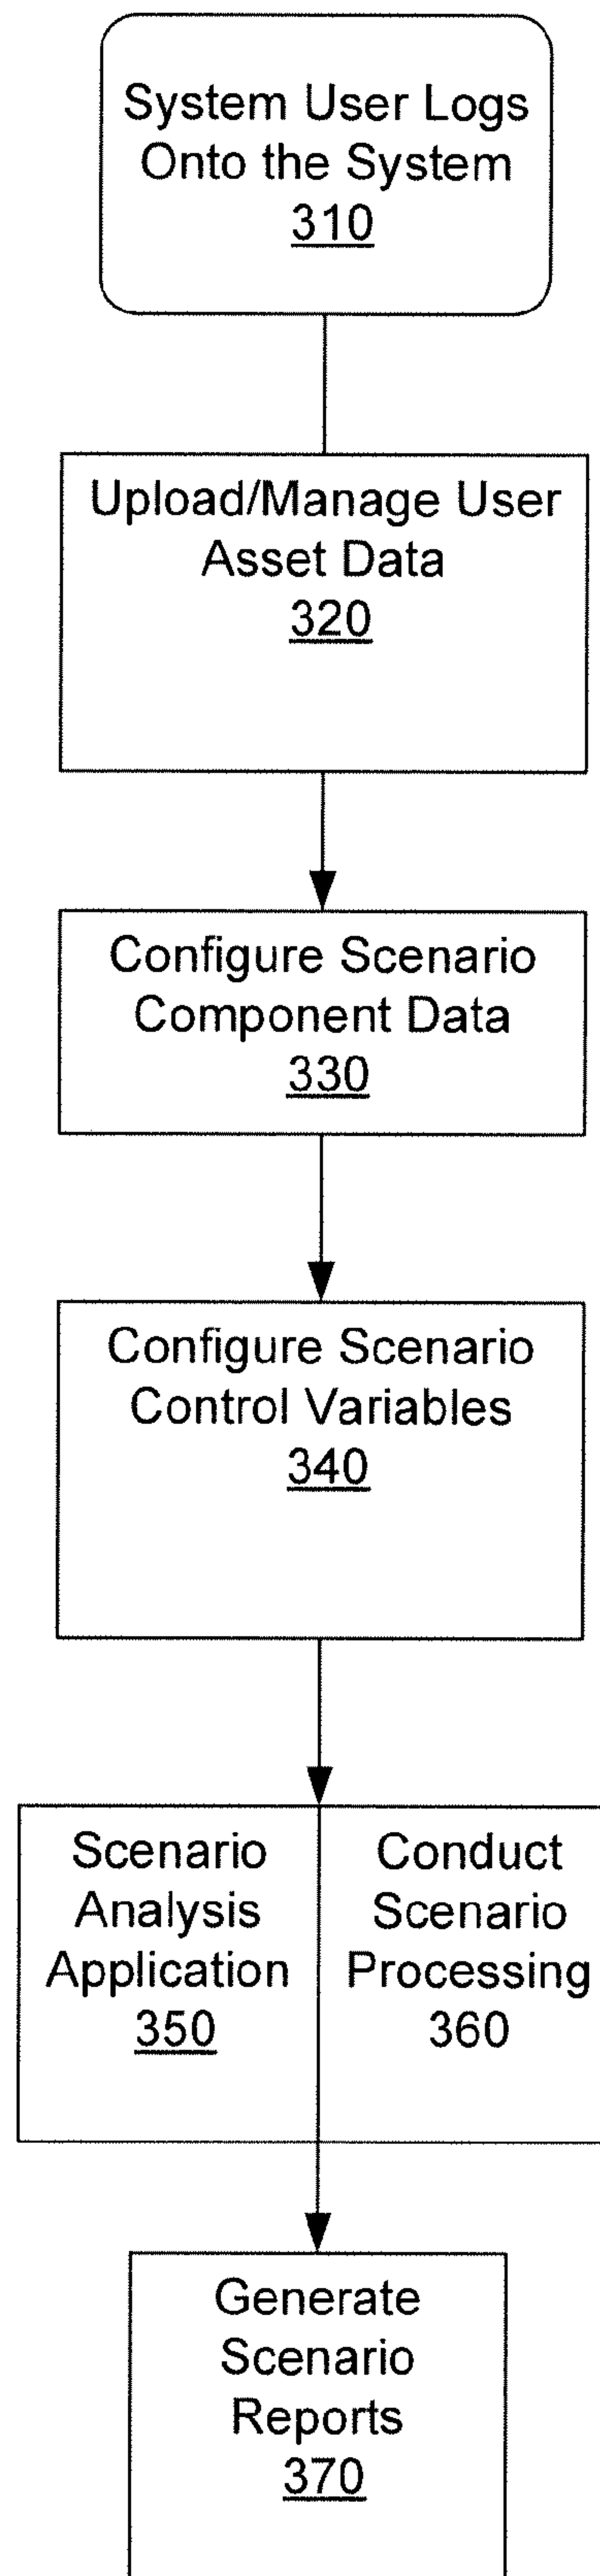 System User Logs
Onto the System
310
Upload/Manage User
Asset Data
320
Configure Scenario
Component Data
330
Configure Scenario
Control Variables
340
Scenario
Analysis
Application
350
Conduct
Scenario
Processing
360
Generate
Scenario
Reports
370